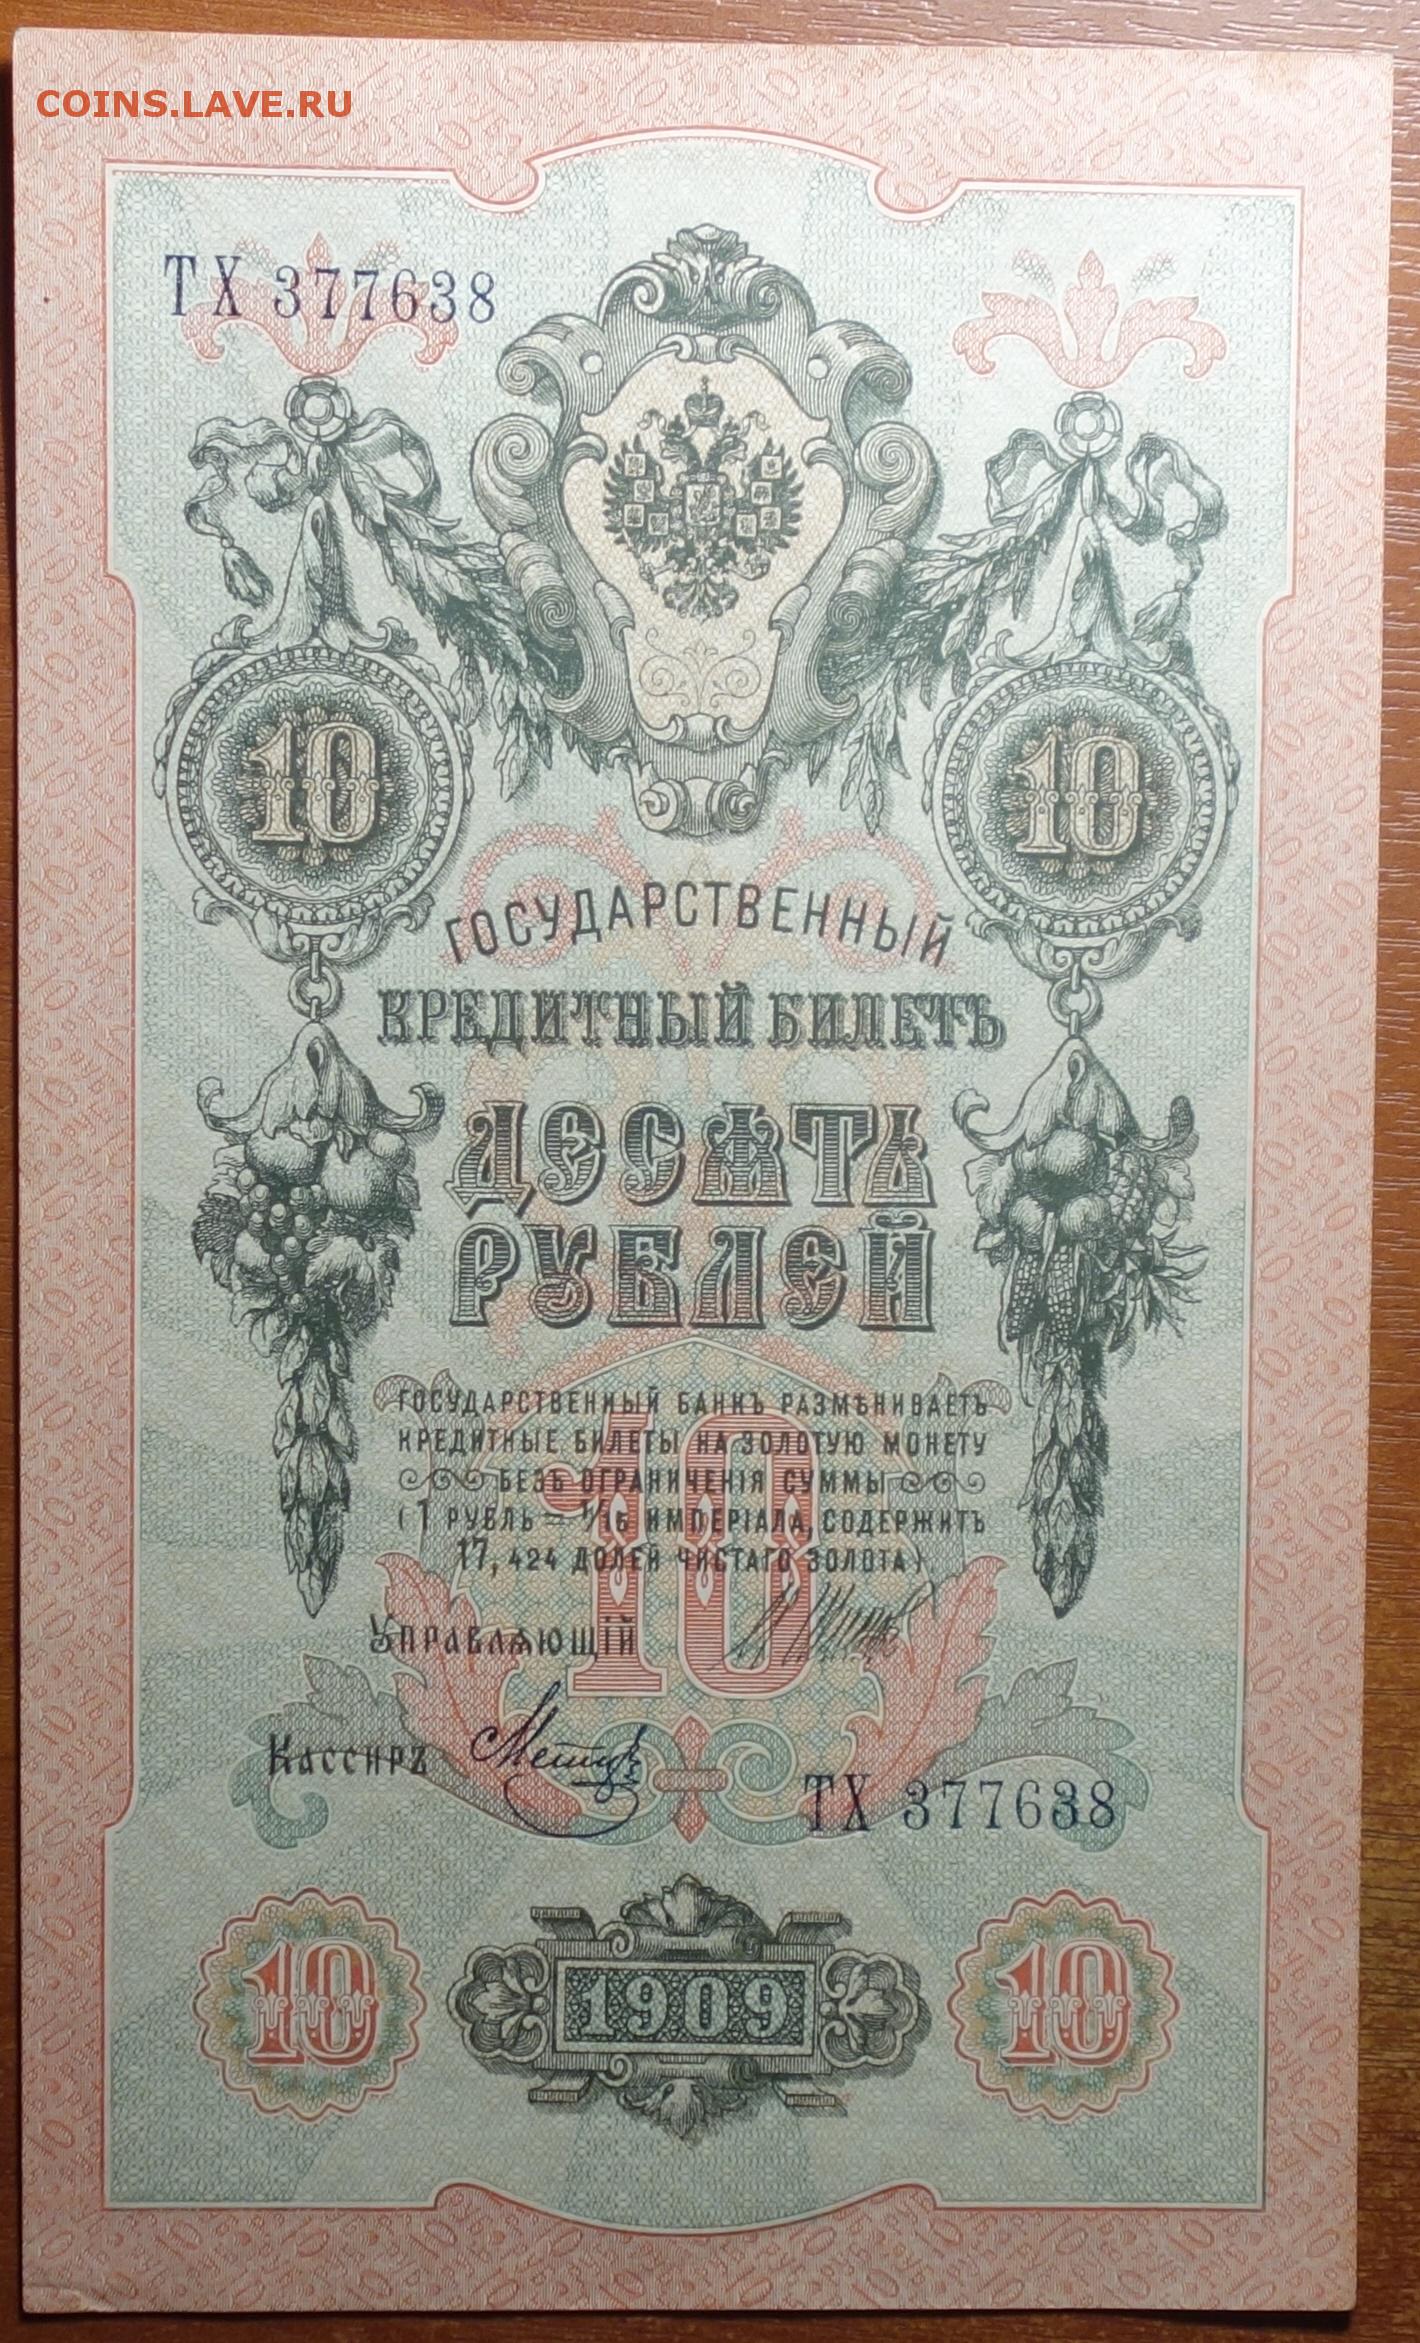 COINS.LAVE.RU
ТХ 377638
10 10
ГОСУДАРСТВЕННЫЙ
КРЕДИТНЫЙ БИЛЕТЪ
ДЕСѦТЬ
РУБЛЕЙ
ГОСУДАРСТВЕННЫЙ БАНКЪ РАЗМѢНИВАЕТЪ
КРЕДИТНЫЕ БИЛЕТЫ НА ЗОЛОТУЮ МОНЕТУ
БЕЗЪ ОГРАНИЧЕНІЯ СУММЫ
(1 РУБЛЬ = 1/15 ИМПЕРІАЛА, СОДЕРЖИТЪ
17,424 ДОЛЕЙ ЧИСТАГО ЗОЛОТА)
10
УПРАВЛѦЮЩІЙ
КАССИРЪ
ТХ 377638
10 1909 10